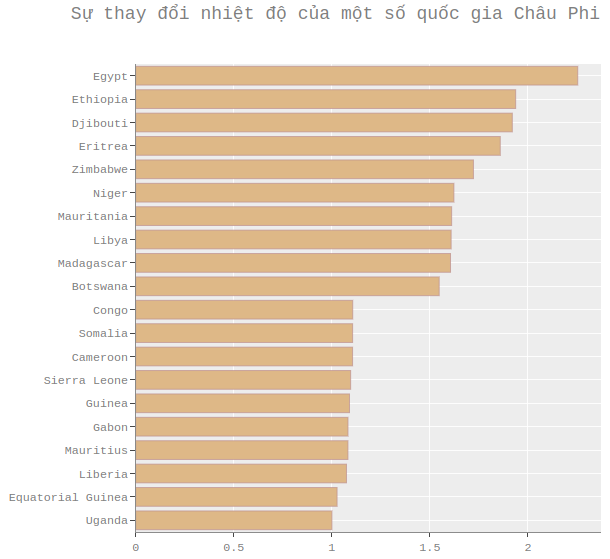 Sự thay đổi nhiệt độ của một số quốc gia Châu Phi
Egypt
Ethiopia
Djibouti
Eritrea
Zimbabwe
Niger
Mauritania
Libya
Madagascar
Botswana
Congo
Somalia
Cameroon
Sierra Leone
Guinea
Gabon
Mauritius
Liberia
Equatorial Guinea
Uganda
0 0.5 1 1.5 2